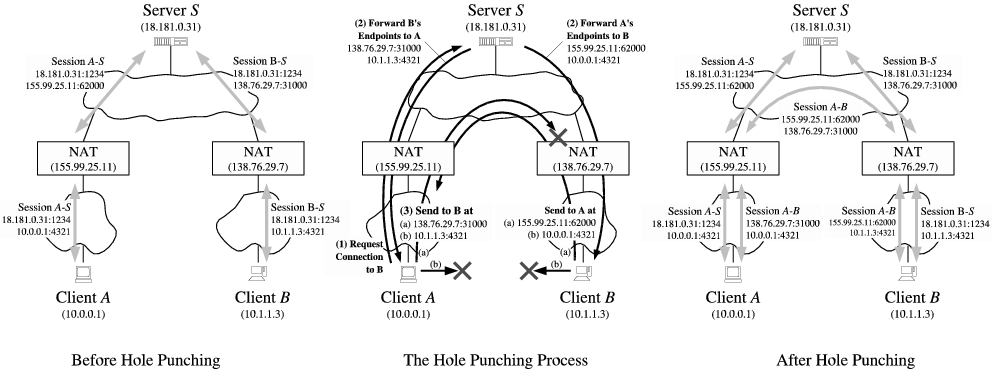 Server S
(18.181.0.31)
Session A-S
18.181.0.31:1234
155.99.25.11:62000
Session B-S
18.181.0.31:1234
138.76.29.7:31000
NAT
(155.99.25.11)
NAT
(138.76.29.7)
Session A-S
18.181.0.31:1234
10.0.0.1:4321
Session B-S
18.181.0.31:1234
10.1.1.3:4321
Client A
(10.0.0.1)
Client B
(10.1.1.3)
Before Hole Punching
(2) Forward B's
Endpoints to A
138.76.29.7:31000
10.1.1.3:4321
Server S
(18.181.0.31)
(2) Forward A's
Endpoints to B
155.99.25.11:62000
10.0.0.1:4321
NAT
(155.99.25.11)
NAT
(138.76.29.7)
(3) Send to B at
(a) 138.76.29.7:31000
(b) 10.1.1.3:4321
Send to A at
(a) 155.99.25.11:62000
(b) 10.0.0.1:4321
(1) Request
Connection
to B
(a)
(b)
(a)
(b)
Client A
(10.0.0.1)
Client B
(10.1.1.3)
The Hole Punching Process
Server S
(18.181.0.31)
Session A-S
18.181.0.31:1234
155.99.25.11:62000
Session B-S
18.181.0.31:1234
138.76.29.7:31000
Session A-B
155.99.25.11:62000
138.76.29.7:31000
NAT
(155.99.25.11)
NAT
(138.76.29.7)
Session A-S
18.181.0.31:1234
10.0.0.1:4321
Session A-B
138.76.29.7:31000
10.0.0.1:4321
Session A-B
155.99.25.11:62000
10.1.1.3:4321
Session B-S
18.181.0.31:1234
10.1.1.3:4321
Client A
(10.0.0.1)
Client B
(10.1.1.3)
After Hole Punching